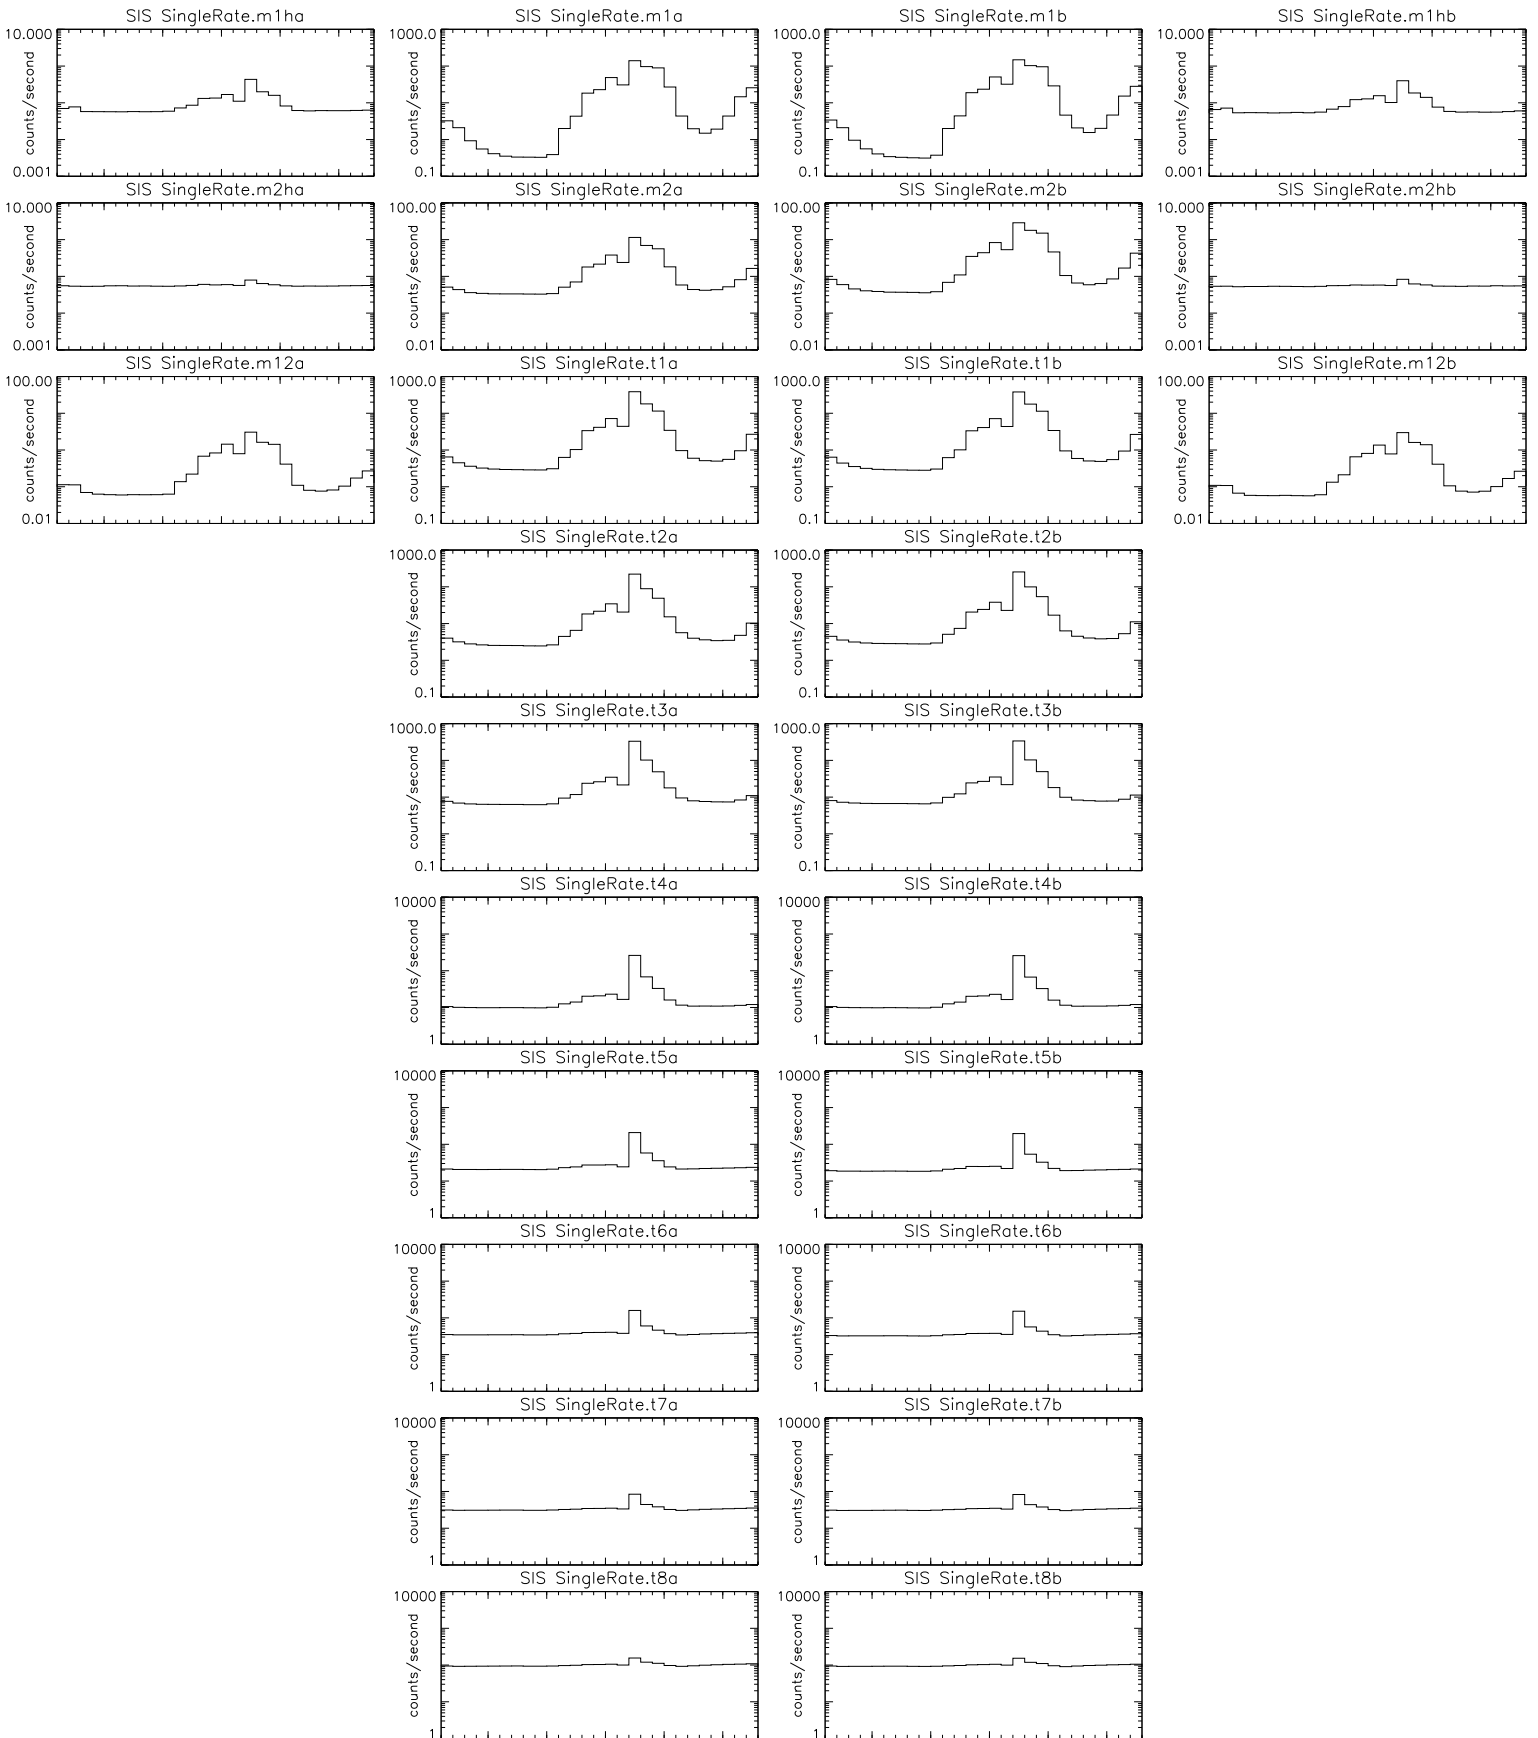 SIS SingleRate.m1ha
10.000
counts/second
0.001
SIS SingleRate.m1a
1000.0
counts/second
0.1
SIS SingleRate.m1b
1000.0
counts/second
0.1
SIS SingleRate.m1hb
10.000
counts/second
0.001
SIS SingleRate.m2ha
10.000
counts/second
0.001
SIS SingleRate.m2a
100.00
counts/second
0.01
SIS SingleRate.m2b
100.00
counts/second
0.01
SIS SingleRate.m2hb
10.000
counts/second
0.001
SIS SingleRate.m12a
100.00
counts/second
0.01
SIS SingleRate.t1a
1000.0
counts/second
0.1
SIS SingleRate.t1b
1000.0
counts/second
0.1
SIS SingleRate.m12b
100.00
counts/second
0.01
SIS SingleRate.t2a
1000.0
counts/second
0.1
SIS SingleRate.t2b
1000.0
counts/second
0.1
SIS SingleRate.t3a
1000.0
counts/second
0.1
SIS SingleRate.t3b
1000.0
counts/second
0.1
SIS SingleRate.t4a
10000
counts/second
1
SIS SingleRate.t4b
10000
counts/second
1
SIS SingleRate.t5a
10000
counts/second
1
SIS SingleRate.t5b
10000
counts/second
1
SIS SingleRate.t6a
10000
counts/second
1
SIS SingleRate.t6b
10000
counts/second
1
SIS SingleRate.t7a
10000
counts/second
1
SIS SingleRate.t7b
10000
counts/second
1
SIS SingleRate.t8a
10000
counts/second
1
SIS SingleRate.t8b
10000
counts/second
1